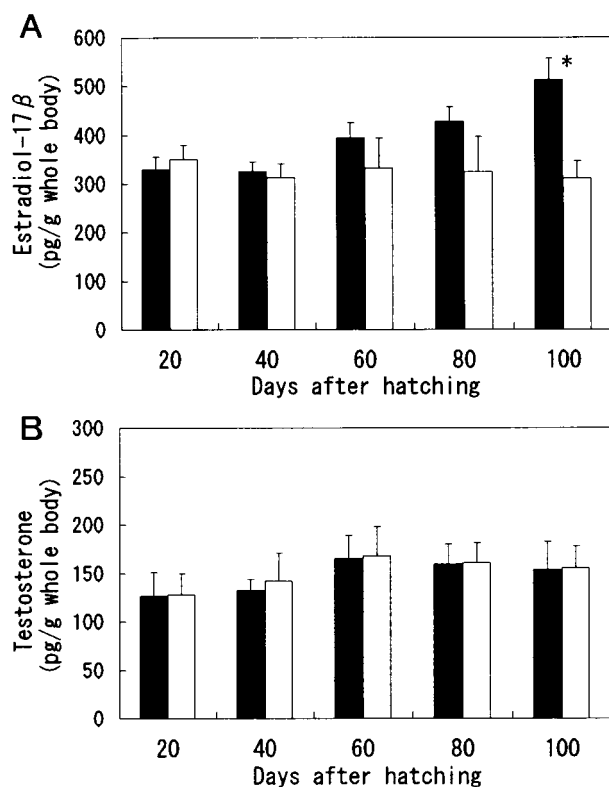 A
Estradiol-17β
(pg/g whole body)
600
500
400
300
200
100
0
*
20 40 60 80 100
Days after hatching
B
Testosterone
(pg/g whole body)
300
250
200
150
100
50
0
20 40 60 80 100
Days after hatching